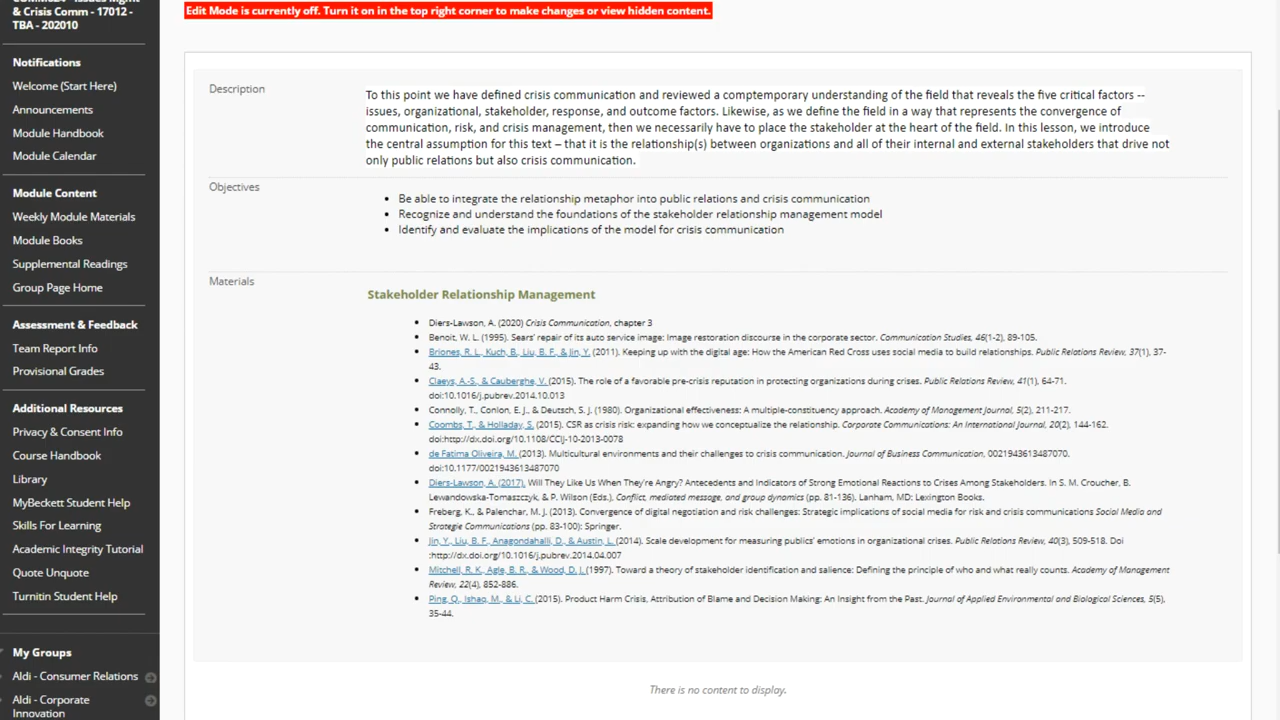 & Crisis Comm - 17012 -
TBA - 202010
Notifications
Welcome (Start Here)
Announcements
Module Handbook
Module Calendar
Module Content
Weekly Module Materials
Module Books
Supplemental Readings
Group Page Home
Assessment & Feedback
Team Report Info
Provisional Grades
Additional Resources
Privacy & Consent Info
Course Handbook
Library
MyBeckett Student Help
Skills For Learning
Academic Integrity Tutorial
Quote Unquote
Turnitin Student Help
My Groups
Aldi - Consumer Relations
Aldi - Corporate
Innovation
Edit Mode is currently off. Turn it on in the top right corner to make changes or view hidden content.
Description
To this point we have defined crisis communication and reviewed a comptemporary understanding of the field that reveals the five critical factors --
issues, organizational, stakeholder, response, and outcome factors. Likewise, as we define the field in a way that represents the convergence of
communication, risk, and crisis management, then we necessarily have to place the stakeholder at the heart of the field. In this lesson, we introduce
the central assumption for this text – that it is the relationship(s) between organizations and all of their internal and external stakeholders that drive not
only public relations but also crisis communication.
Objectives
Be able to integrate the relationship metaphor into public relations and crisis communication
Recognize and understand the foundations of the stakeholder relationship management model
Identify and evaluate the implications of the model for crisis communication
Materials
Stakeholder Relationship Management
Diers-Lawson, A. (2020) Crisis Communication, chapter 3
Benoit, W. L. (1995). Sears' repair of its auto service image: Image restoration discourse in the corporate sector. Communication Studies, 46(1-2), 89-105.
Briones, R. L., Kuch, B., Liu, B. F., & Jin, Y. (2011). Keeping up with the digital age: How the American Red Cross uses social media to build relationships. Public Relations Review, 37(1), 37-
43.
Claeys, A.-S., & Cauberghe, V. (2015). The role of a favorable pre-crisis reputation in protecting organizations during crises. Public Relations Review, 41(1), 64-71.
doi:10.1016/j.pubrev.2014.10.013
Connolly, T., Conlon, E. J., & Deutsch, S. J. (1980). Organizational effectiveness: A multiple-constituency approach. Academy of Management Journal, 5(2), 211-217.
Coombs, T., & Holladay, S. (2015). CSR as crisis risk: expanding how we conceptualize the relationship. Corporate Communications: An International Journal, 20(2), 144-162.
doi:http://dx.doi.org/10.1108/CCIJ-10-2013-0078
de Fatima Oliveira, M. (2013). Multicultural environments and their challenges to crisis communication. Journal of Business Communication, 0021943613487070.
doi:10.1177/0021943613487070
Diers-Lawson, A. (2017). Will They Like Us When They're Angry? Antecedents and Indicators of Strong Emotional Reactions to Crises Among Stakeholders. In S. M. Croucher, B.
Lewandowska-Tomaszczyk, & P. Wilson (Eds.). Conflict, mediated message, and group dynamics (pp. 81-136). Lanham, MD: Lexington Books.
Freberg, K., & Palenchar, M. J. (2013). Convergence of digital negotiation and risk challenges: Strategic implications of social media for risk and crisis communications Social Media and
Strategic Communications (pp. 83-100): Springer.
Jin, Y., Liu, B. F., Anagondahalli, D., & Austin, L. (2014). Scale development for measuring publics' emotions in organizational crises. Public Relations Review, 40(3), 509-518. Doi
:http://dx.doi.org/10.1016/j.pubrev.2014.04.007
Mitchell, R. K., Agle, B. R., & Wood, D. J. (1997). Toward a theory of stakeholder identification and salience: Defining the principle of who and what really counts. Academy of Management
Review, 22(4), 852-886.
Ping, Q., Ishaq, M., & Li, C. (2015). Product Harm Crisis, Attribution of Blame and Decision Making: An Insight from the Past. Journal of Applied Environmental and Biological Sciences, 5(5),
35-44.
There is no content to display.